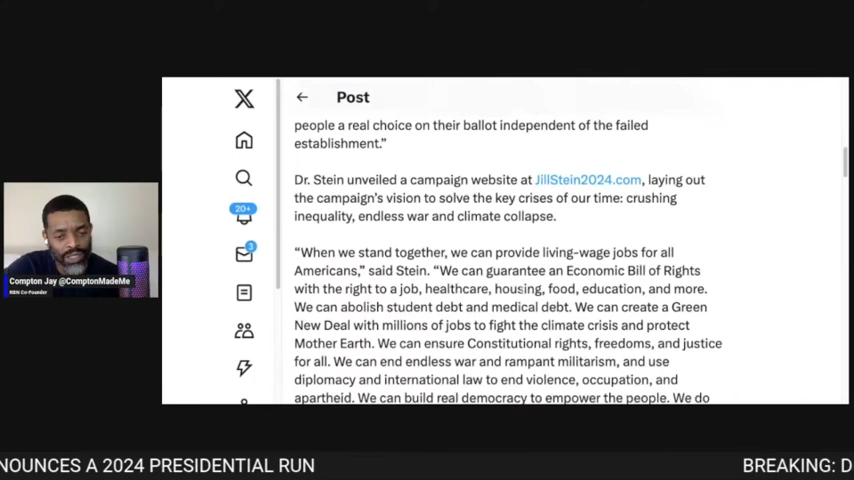 Post
people a real choice on their ballot independent of the failed
establishment.”
Dr. Stein unveiled a campaign website at JillStein2024.com, laying out
the campaign’s vision to solve the key crises of our time: crushing
inequality, endless war and climate collapse.
“When we stand together, we can provide living-wage jobs for all
Americans,” said Stein. “We can guarantee an Economic Bill of Rights
with the right to a job, healthcare, housing, food, education, and more.
We can abolish student debt and medical debt. We can create a Green
New Deal with millions of jobs to fight the climate crisis and protect
Mother Earth. We can ensure Constitutional rights, freedoms, and justice
for all. We can end endless war and rampant militarism, and use
diplomacy and international law to end violence, occupation, and
apartheid. We can build real democracy to empower the people. We do
20+
3
Compton Jay @ComptonMadeMe
RBN Co-Founder
NOUNCES A 2024 PRESIDENTIAL RUN
BREAKING: D